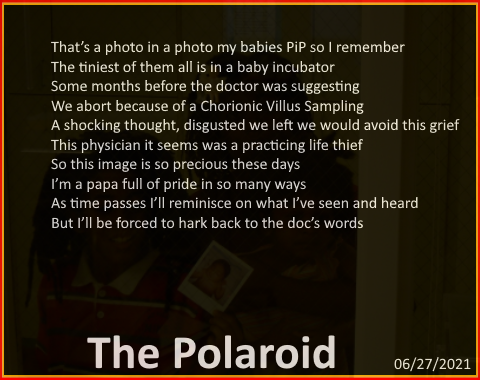 That's a photo in a photo my babies PiP so I remember
The tiniest of them all is in a baby incubator
Some months before the doctor was suggesting
We abort because of a Chorionic Villus Sampling
A shocking thought, disgusted we left we would avoid this grief
This physician it seems was a practicing life thief
So this image is so precious these days
I'm a papa full of pride in so many ways
As time passes I'll reminisce on what I've seen and heard
But I'll be forced to hark back to the doc's words
The Polaroid
06/27/2021